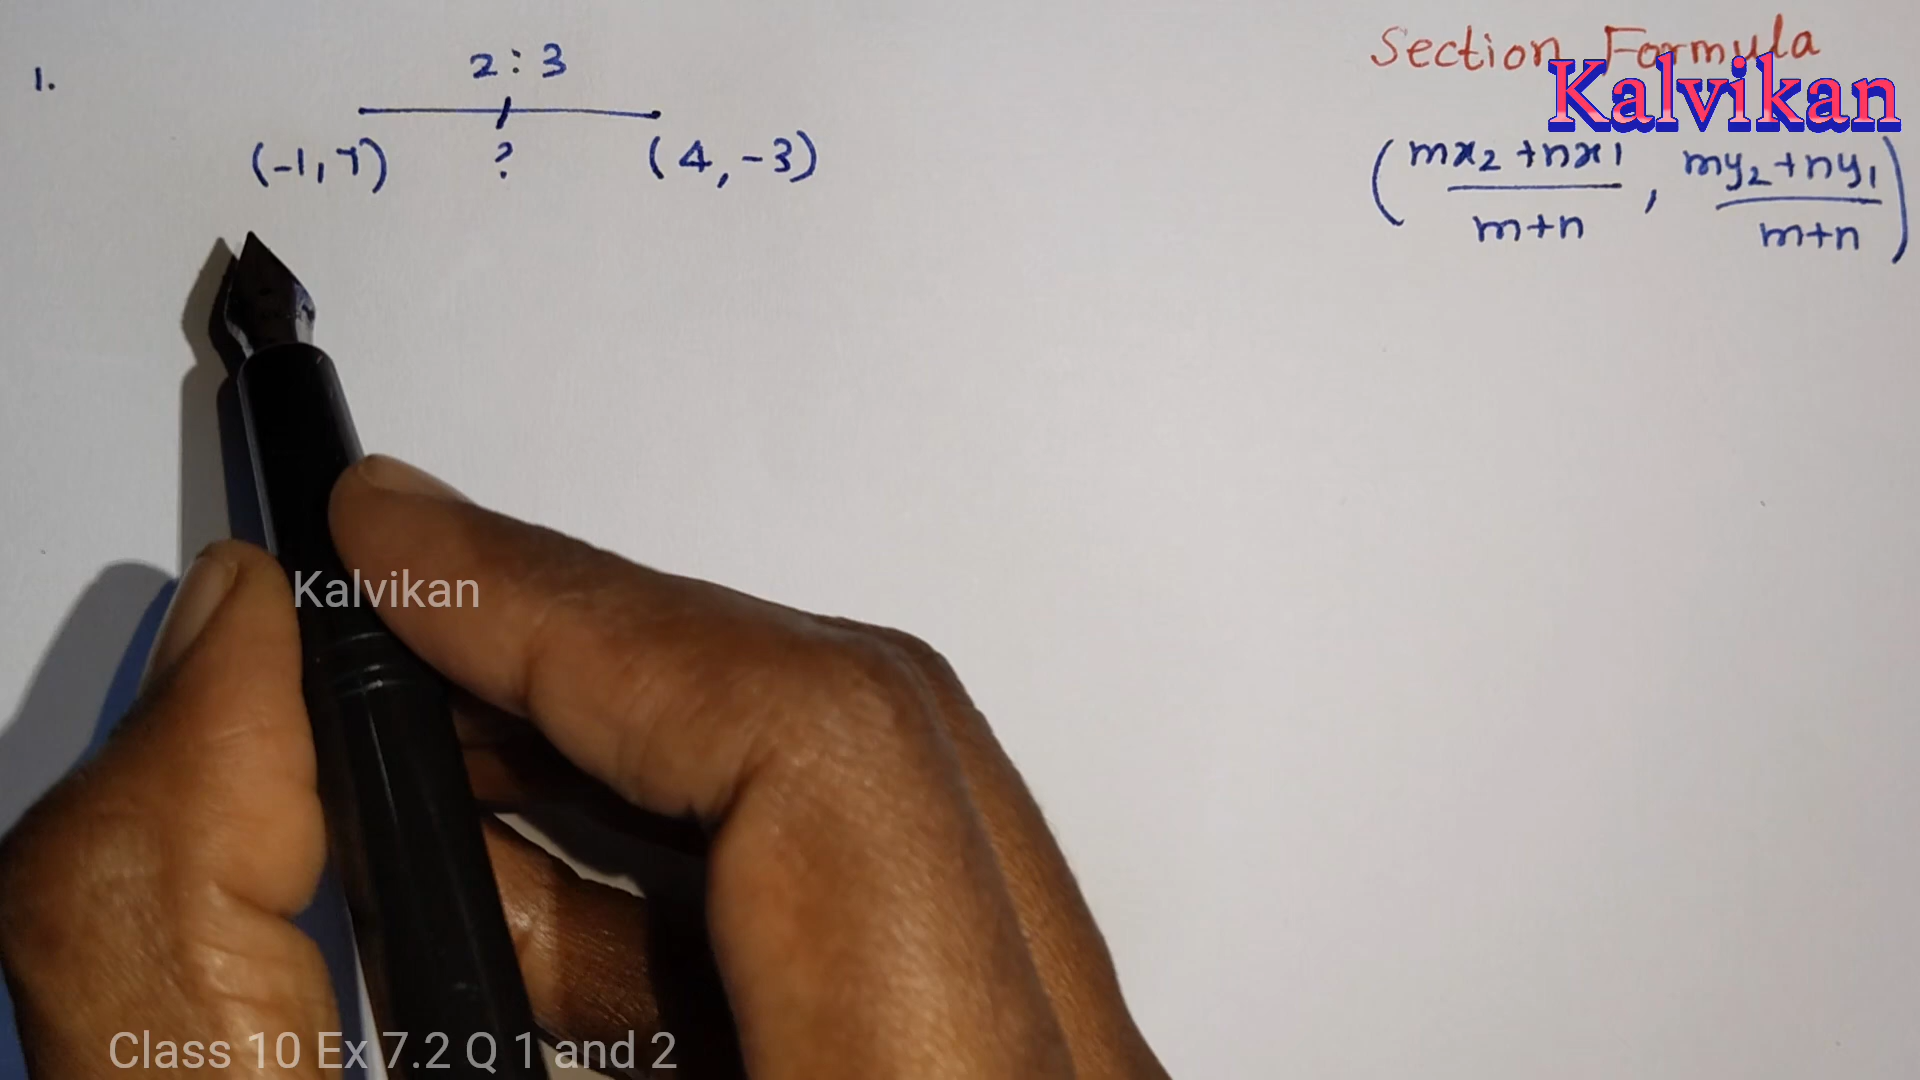 Section Formula
Kalvikan
1.
2 : 3
(-1, 7) ? (4, -3)
(mx2 + nx1 / m+n , my2 + ny1 / m+n)
Kalvikan
Class 10 Ex 7.2 Q 1 and 2